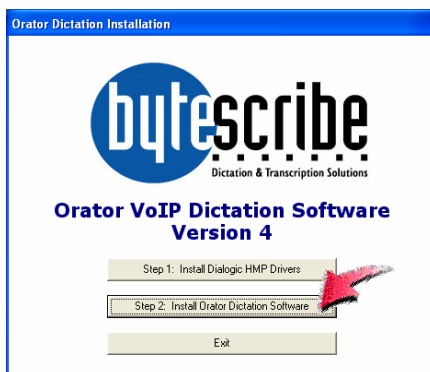 Orator Dictation Installation
bytescribe
Dictation & Transcription Solutions
Orator VoIP Dictation Software
Version 4
Step 1: Install Dialogic HMP Drivers
Step 2: Install Orator Dictation Software
Exit